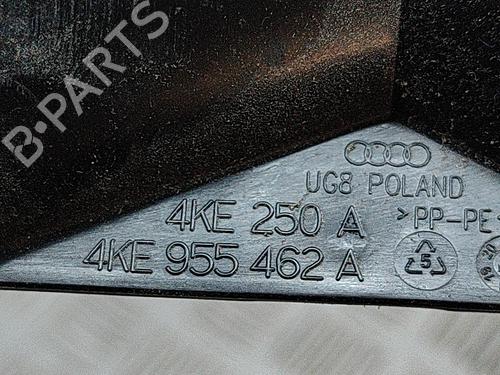 B-PARTS
UG8 POLAND
4KE 250 A >PP-PE
4KE 955 462 A
5